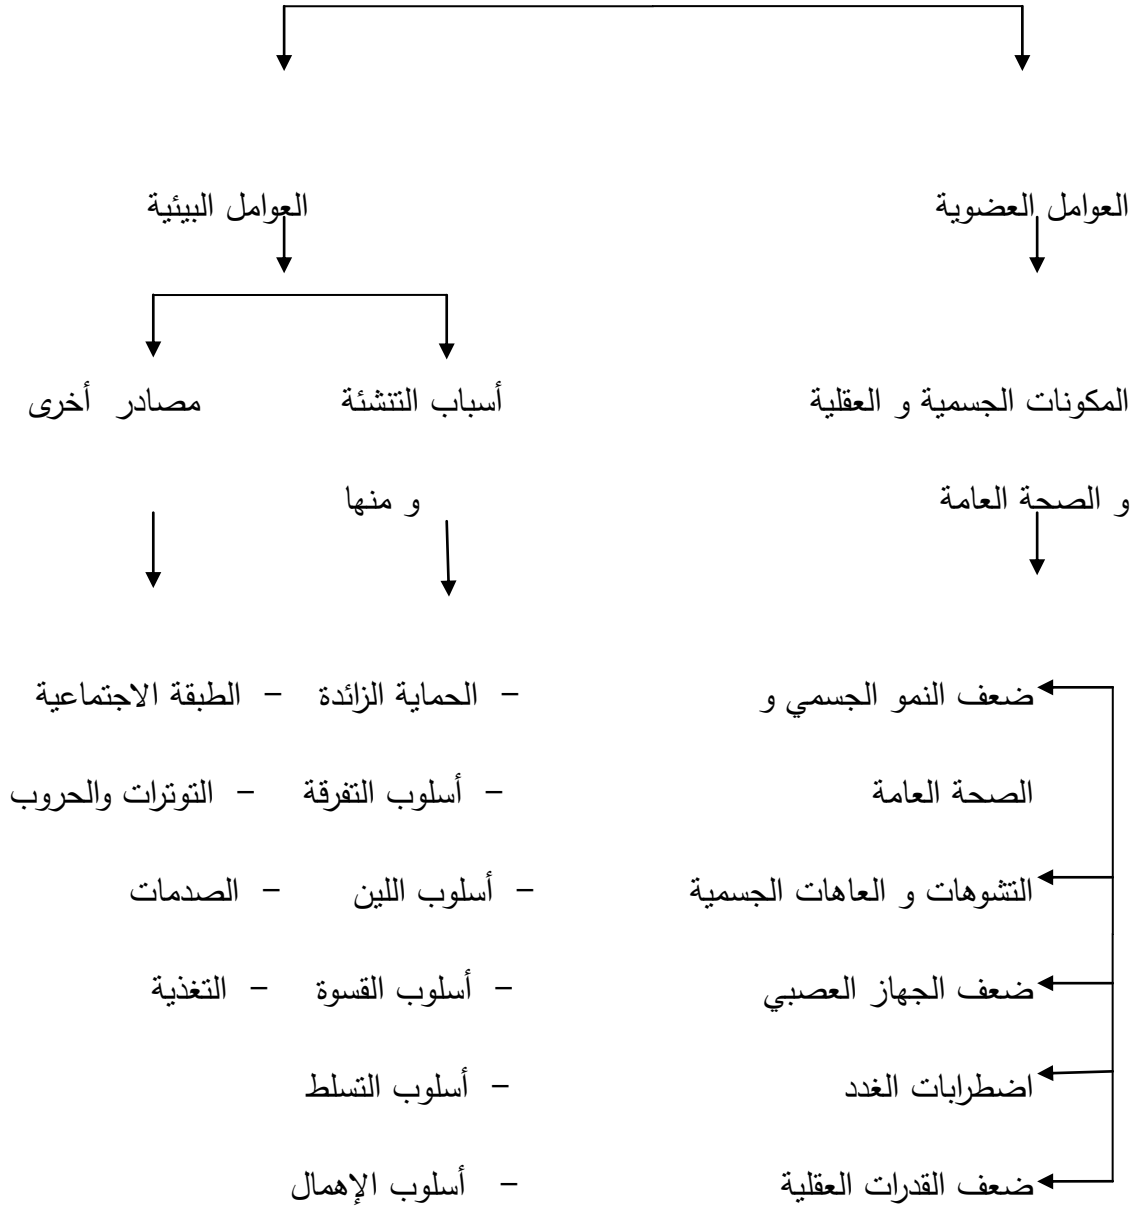 العوامل العضوية العوامل البيئية
المكونات الجسمية و العقلية أسباب التنشئة مصادر أخرى
و الصحة العامة و منها
ضعف النمو الجسمي و – الحماية الزائدة – الطبقة الاجتماعية
الصحة العامة – أسلوب التفرقة – التوترات والحروب
التشوهات و العاهات الجسمية – أسلوب اللين – الصدمات
ضعف الجهاز العصبي – أسلوب القسوة – التغذية
اضطرابات الغدد – أسلوب التسلط
ضعف القدرات العقلية – أسلوب الإهمال